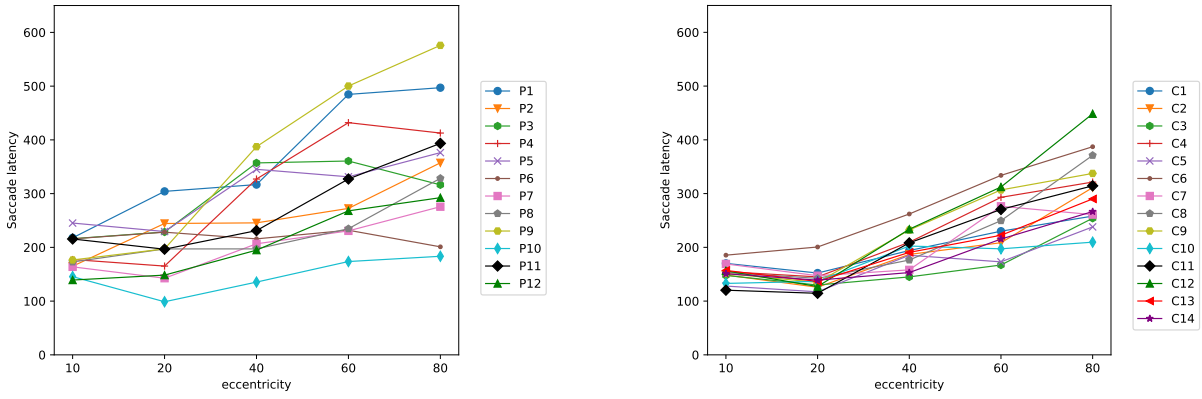 600
500
400
300
200
100
0
Saccade latency
10 20 40 60 80
eccentricity
P1
P2
P3
P4
P5
P6
P7
P8
P9
P10
P11
P12
600
500
400
300
200
100
0
Saccade latency
10 20 40 60 80
eccentricity
C1
C2
C3
C4
C5
C6
C7
C8
C9
C10
C11
C12
C13
C14